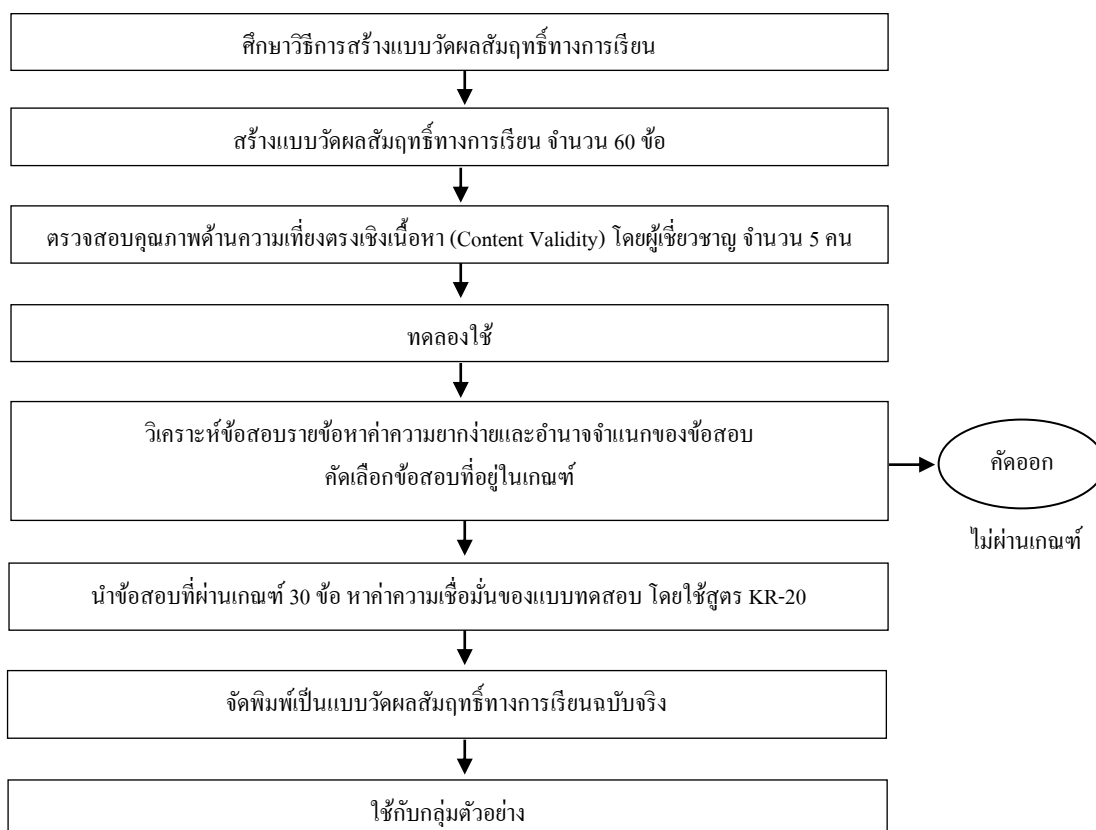 ศึกษาวิธีการสร้างแบบวัดผลสัมฤทธิ์ทางการเรียน
สร้างแบบวัดผลสัมฤทธิ์ทางการเรียน จำนวน 60 ข้อ
ตรวจสอบคุณภาพด้านความเที่ยงตรงเชิงเนื้อหา (Content Validity) โดยผู้เชี่ยวชาญ จำนวน 5 คน
ทดลองใช้
วิเคราะห์ข้อสอบรายข้อหาค่าความยากง่ายและอำนาจจำแนกของข้อสอบ
คัดเลือกข้อสอบที่อยู่ในเกณฑ์
คัดออก
ไม่ผ่านเกณฑ์
นำข้อสอบที่ผ่านเกณฑ์ 30 ข้อ หาค่าความเชื่อมั่นของแบบทดสอบ โดยใช้สูตร KR-20
จัดพิมพ์เป็นแบบวัดผลสัมฤทธิ์ทางการเรียนฉบับจริง
ใช้กับกลุ่มตัวอย่าง